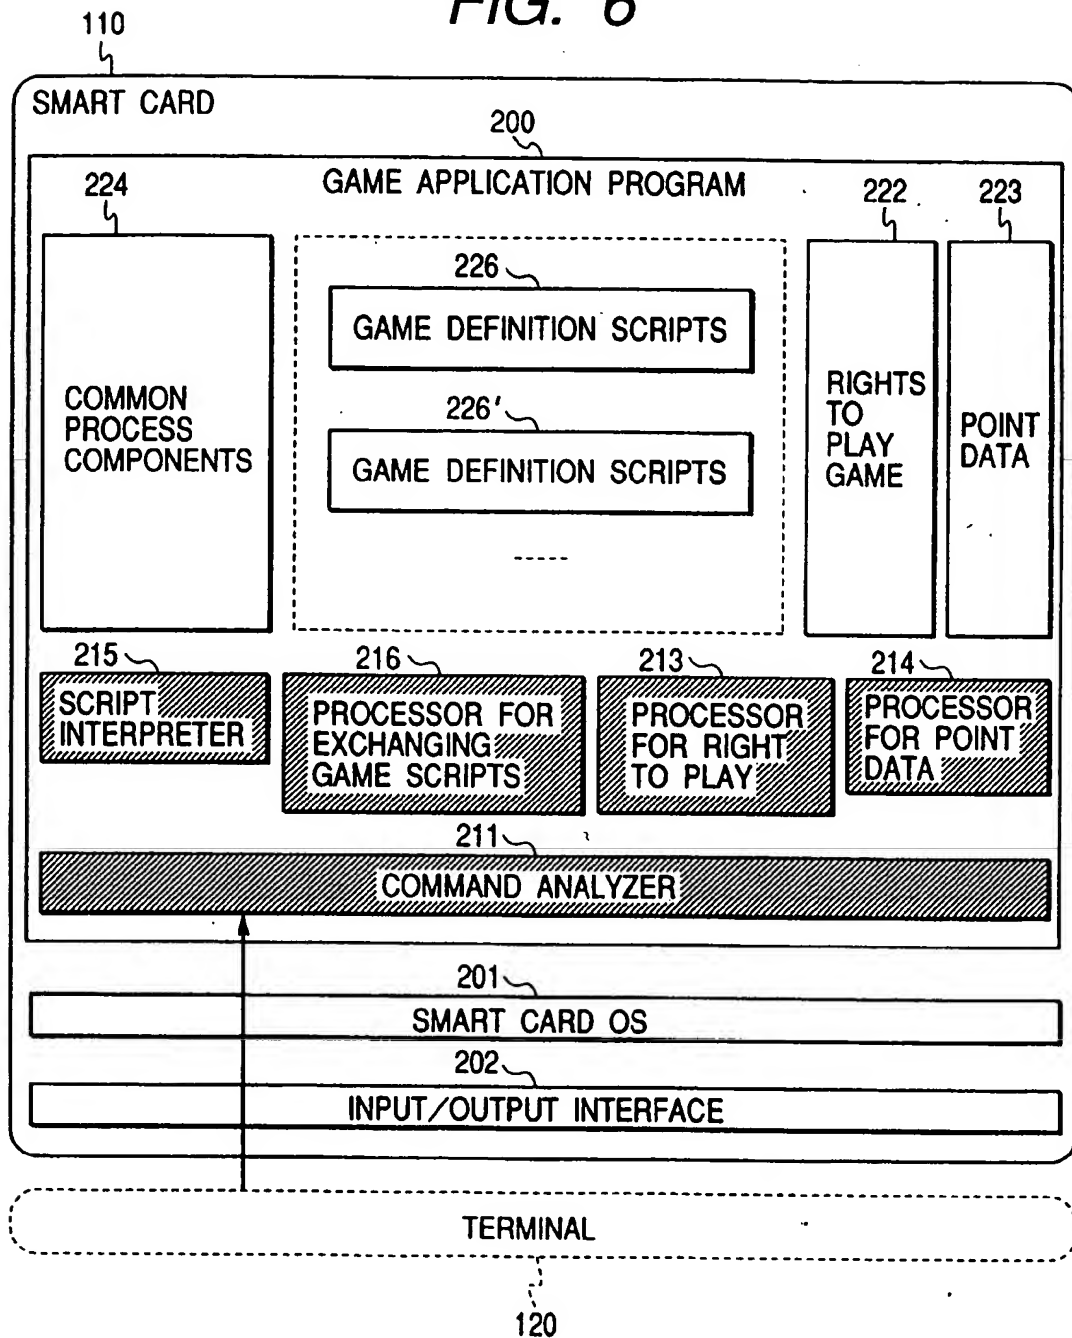 FIG. 6
110
SMART CARD
200
GAME APPLICATION PROGRAM
224
222
223
226
GAME DEFINITION SCRIPTS
226'
GAME DEFINITION SCRIPTS
COMMON
PROCESS
COMPONENTS
RIGHTS
TO
PLAY
GAME
POINT
DATA
215
SCRIPT
INTERPRETER
216
PROCESSOR FOR
EXCHANGING
GAME SCRIPTS
213
PROCESSOR
FOR RIGHT
TO PLAY
214
PROCESSOR
FOR POINT
DATA
211
COMMAND ANALYZER
201
SMART CARD OS
202
INPUT/OUTPUT INTERFACE
TERMINAL
120